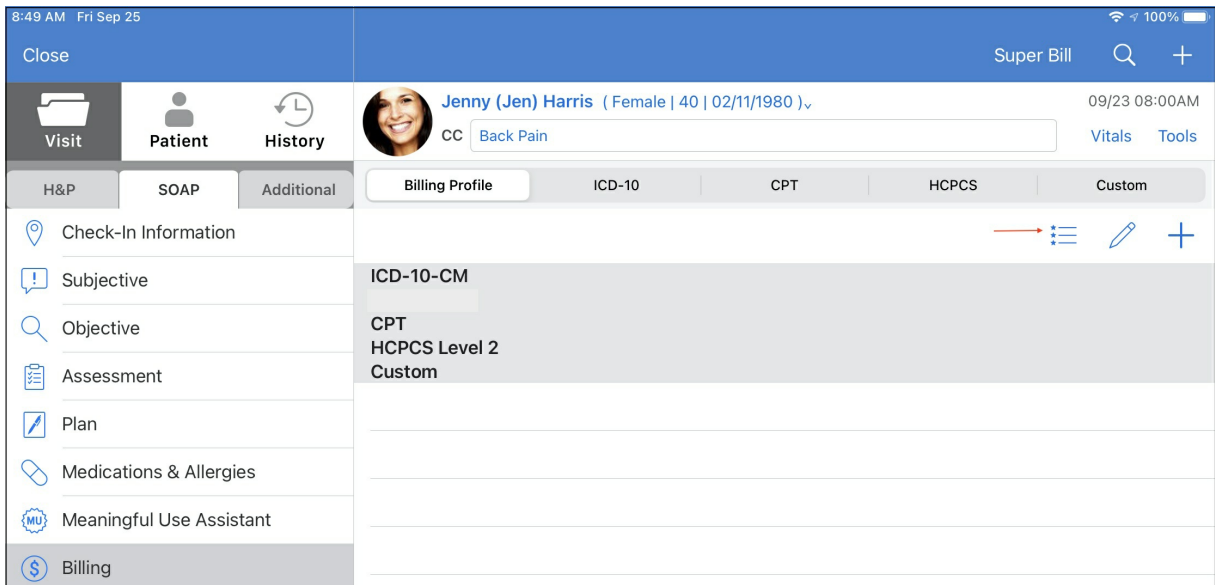 8:49 AM Fri Sep 25 100%
Close Super Bill
Visit Patient History
Jenny (Jen) Harris ( Female | 40 | 02/11/1980 ) 09/23 08:00AM
CC Back Pain Vitals Tools
H&P SOAP Additional
Billing Profile ICD-10 CPT HCPCS Custom
Check-In Information
Subjective
Objective
Assessment
Plan
Medications & Allergies
MU Meaningful Use Assistant
$ Billing
ICD-10-CM
CPT
HCPCS Level 2
Custom